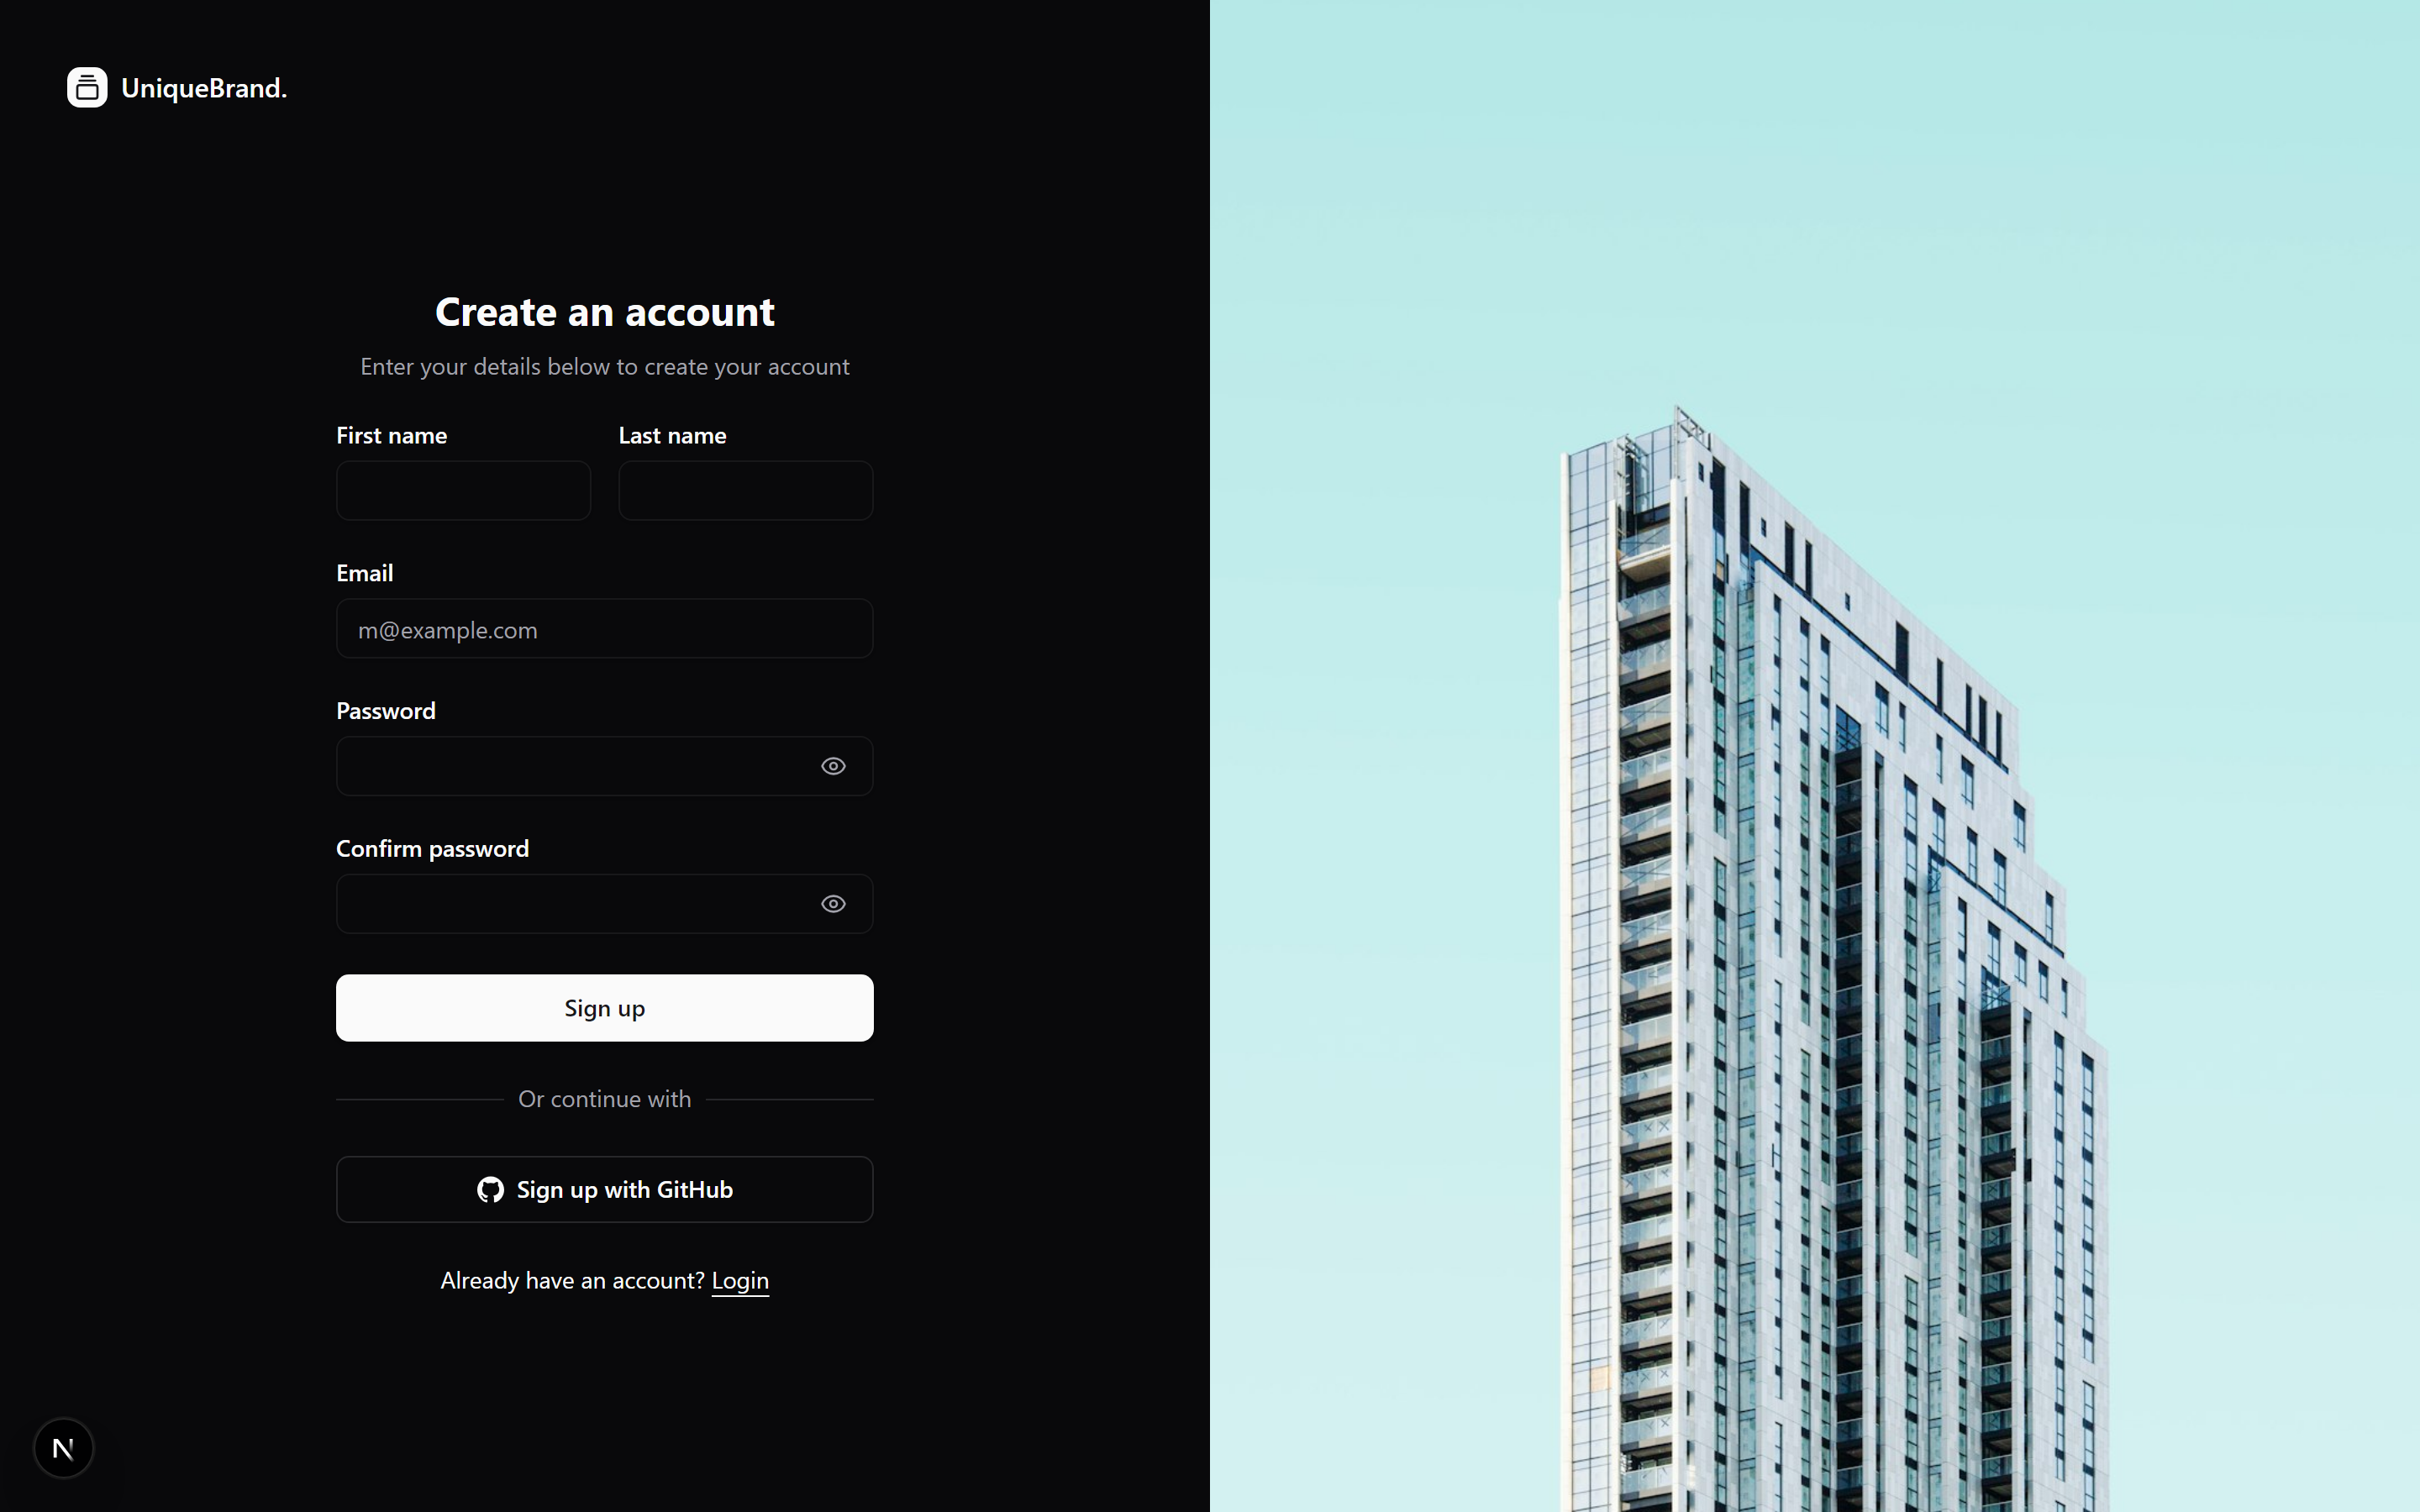 UniqueBrand.
Create an account
Enter your details below to create your account
First name
Last name
Email
m@example.com
Password
Confirm password
Sign up
Or continue with
Sign up with GitHub
Already have an account? Login
N